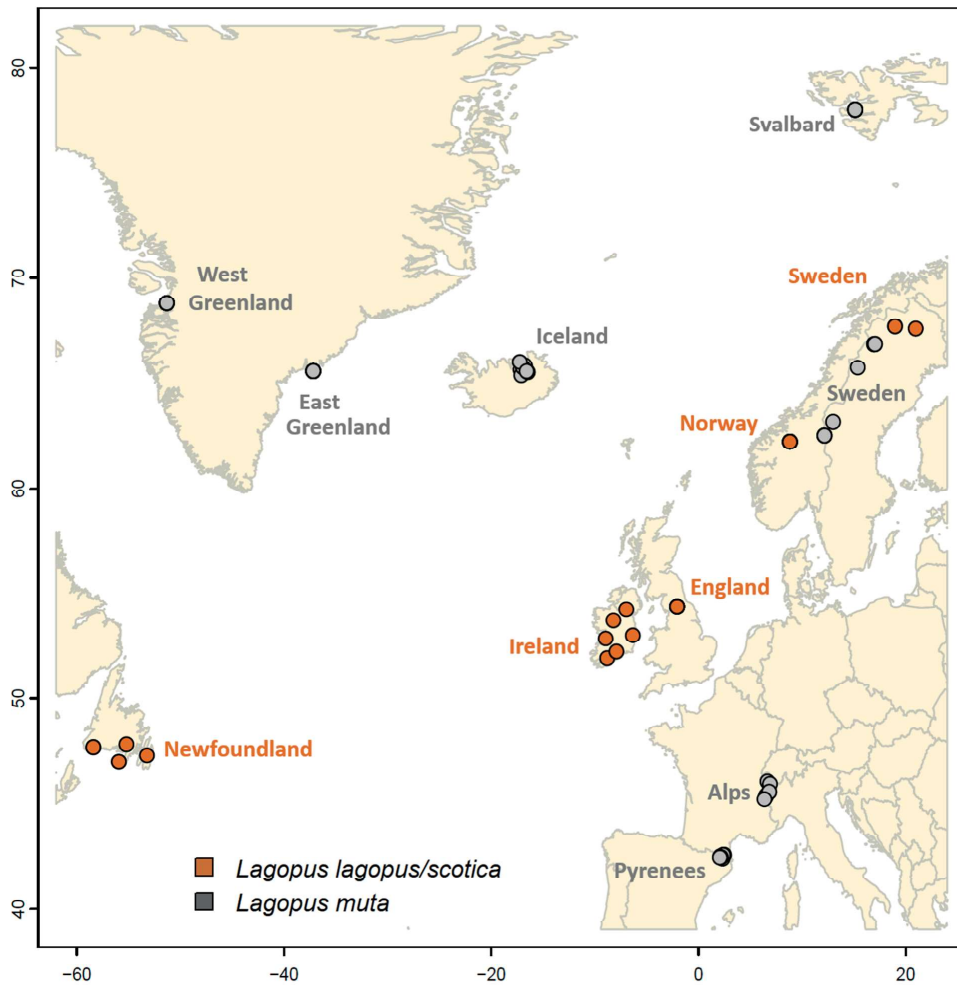 80
Svalbard
70
West
Greenland
Sweden
Iceland
East
Greenland
Sweden
Norway
60
England
Ireland
50
Newfoundland
Alps
Pyrenees
Lagopus lagopus/scotica
Lagopus muta
40
−60
−40
−20
0
20